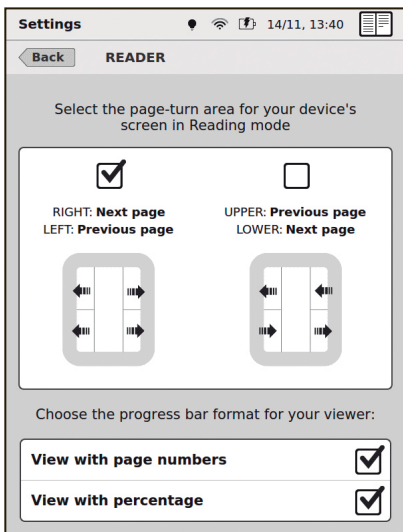 Settings 14/11, 13:40
Back READER
Select the page-turn area for your device's
screen in Reading mode
RIGHT: Next page
LEFT: Previous page
UPPER: Previous page
LOWER: Next page
Choose the progress bar format for your viewer:
View with page numbers
View with percentage